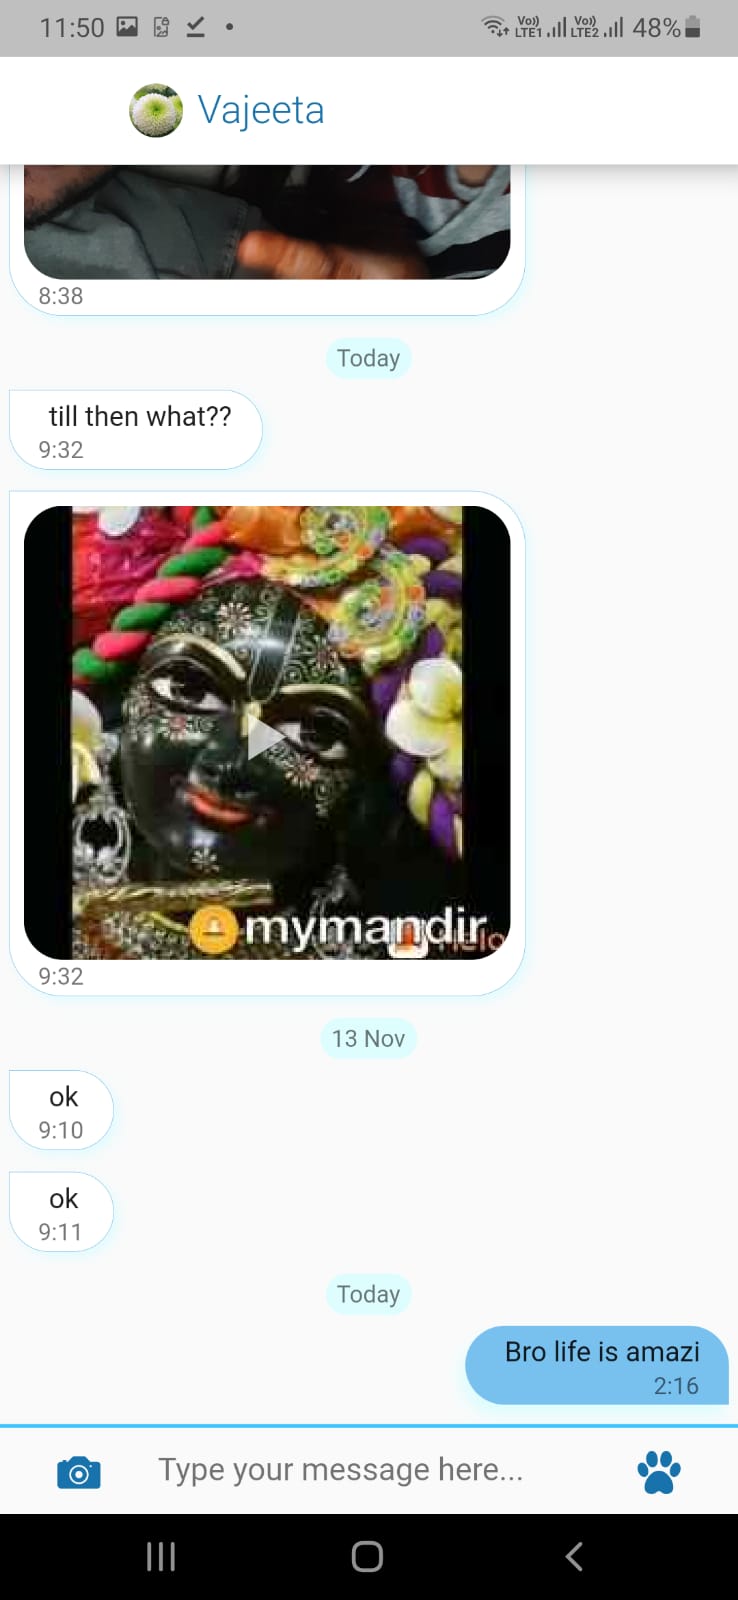 11:50
Vo)) LTE1 Vo)) LTE2 48%
Vajeeta
8:38
Today
till then what??
9:32
mymandir
9:32
13 Nov
ok
9:10
ok
9:11
Today
Bro life is amazi
2:16
Type your message here...